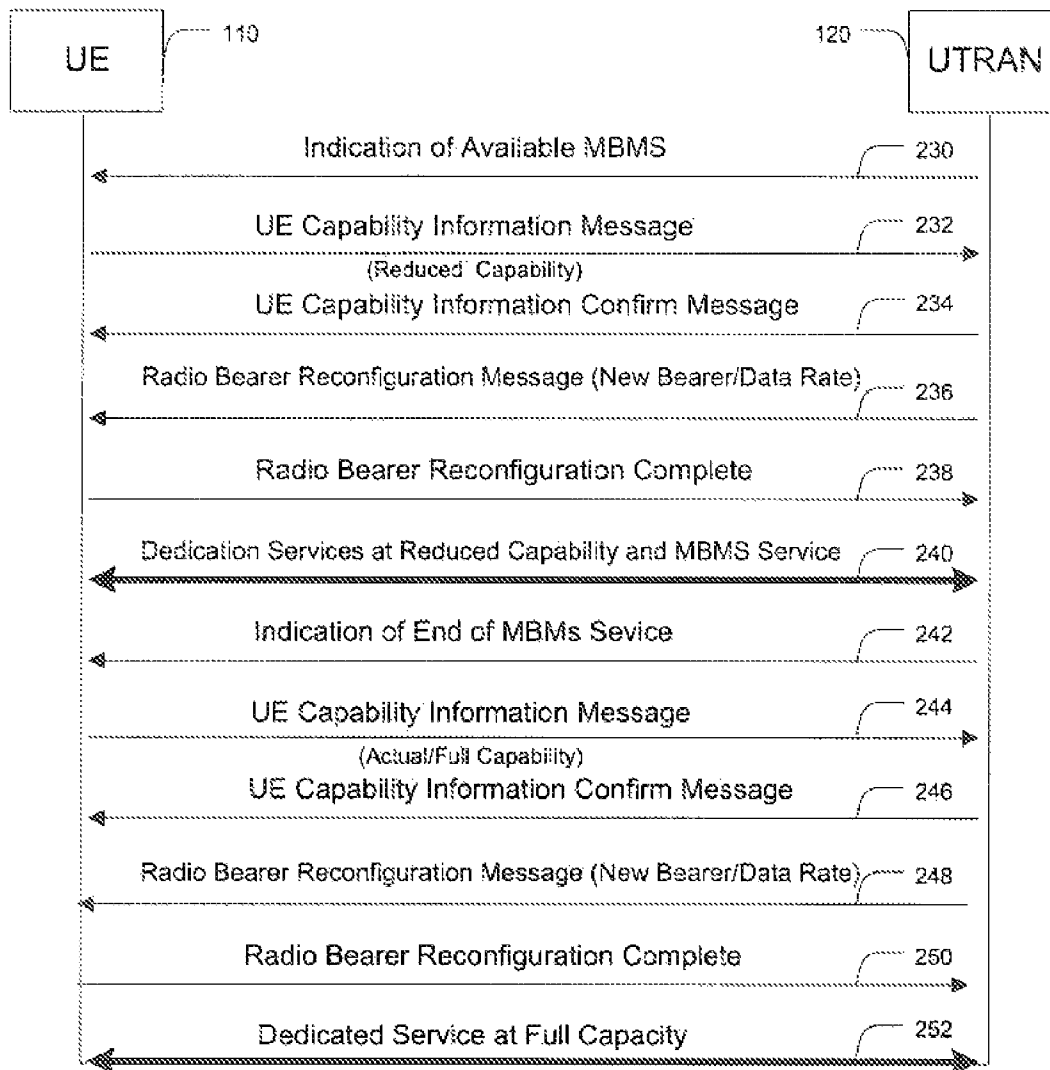 UE
110
120
UTRAN
Indication of Available MBMS
230
UE Capability Information Message
232
(Reduced Capability)
UE Capability Information Confirm Message
234
Radio Bearer Reconfiguration Message (New Bearer/Data Rate)
236
Radio Bearer Reconfiguration Complete
238
Dedication Services at Reduced Capability and MBMS Service
240
Indication of End of MBMs Sevice
242
UE Capability Information Message
244
(Actual/Full Capability)
UE Capability Information Confirm Message
246
Radio Bearer Reconfiguration Message (New Bearer/Data Rate)
248
Radio Bearer Reconfiguration Complete
250
Dedicated Service at Full Capacity
252